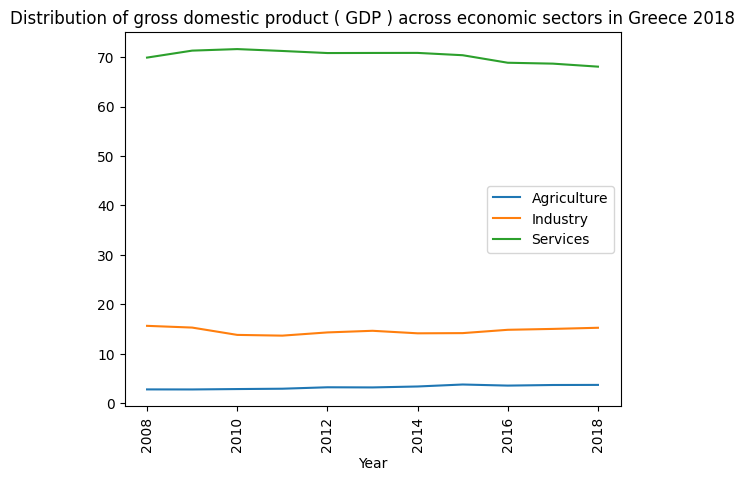 Distribution of gross domestic product ( GDP ) across economic sectors in Greece 2018
70
60
50
40
30
20
10
0
Agriculture
Industry
Services
2008
2010
2012
2014
2016
2018
Year